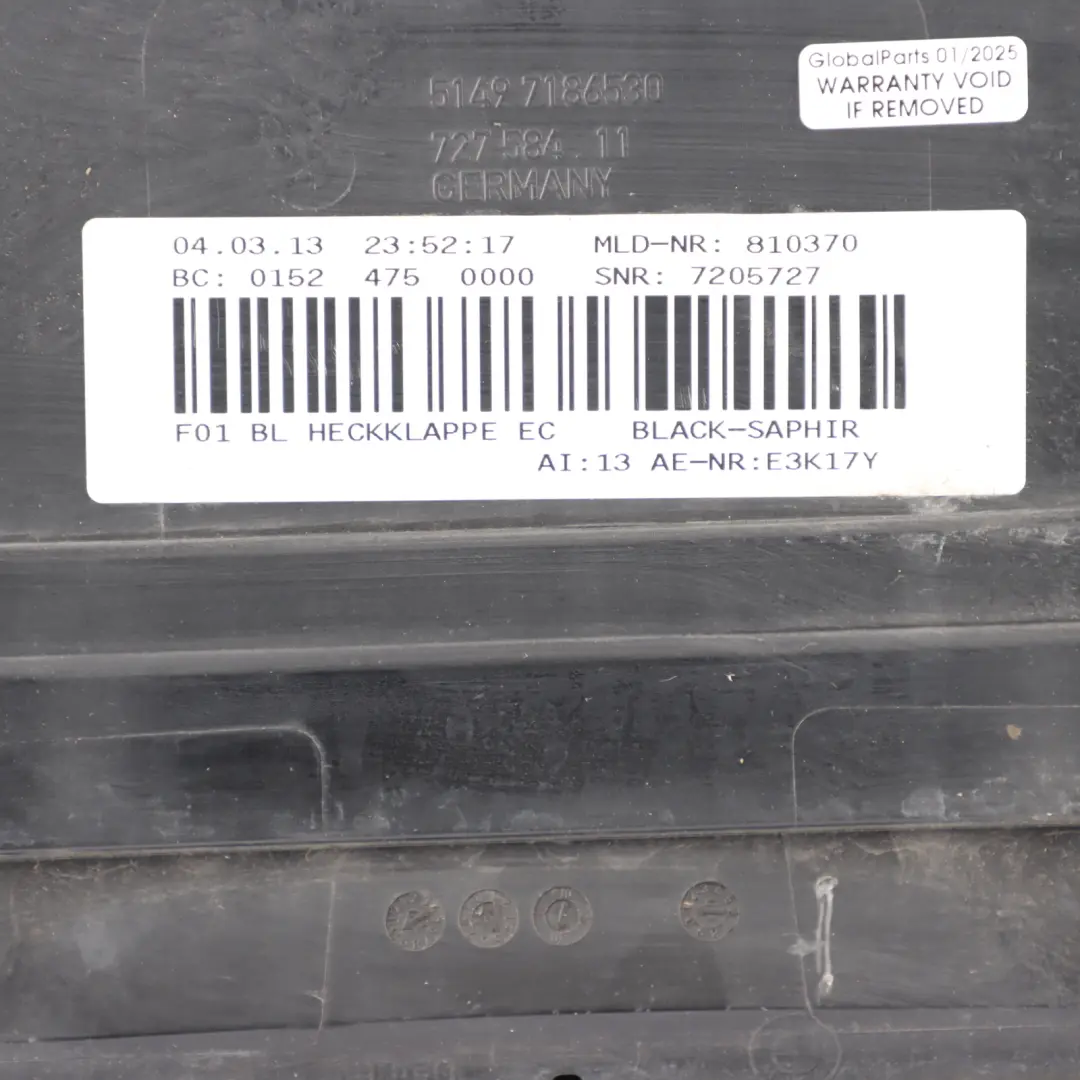 GlobalParts 01/2025
WARRANTY VOID
IF REMOVED
5149 7186530
727 584 . 11
GERMANY
04.03.13 23:52:17 MLD-NR: 810370
BC: 0152 475 0000 SNR: 7205727
F01 BL HECKKLAPPE EC BLACK-SAPHIR
AI:13 AE-NR:E3K17Y